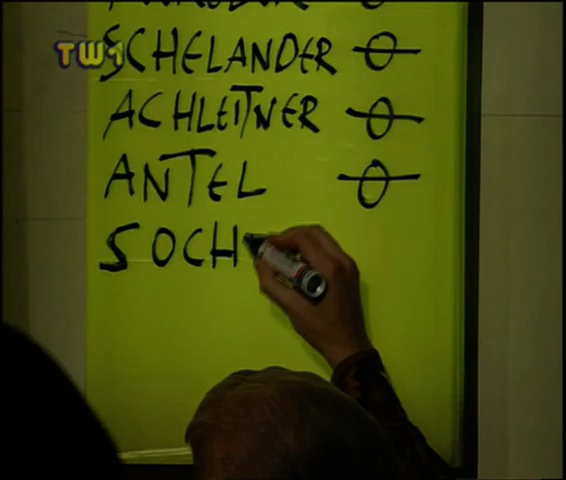 TW1
SCHELANDER Ө
ACHLEITNER Ө
ANTEL Ө
SOCH